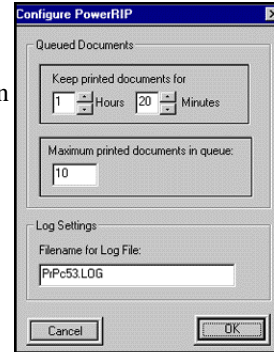 Configure PowerRIP
Queued Documents
Keep printed documents for
1 Hours 20 Minutes
Maximum printed documents in queue:
10
Log Settings
Filename for Log File:
PrPc53.LOG
Cancel OK